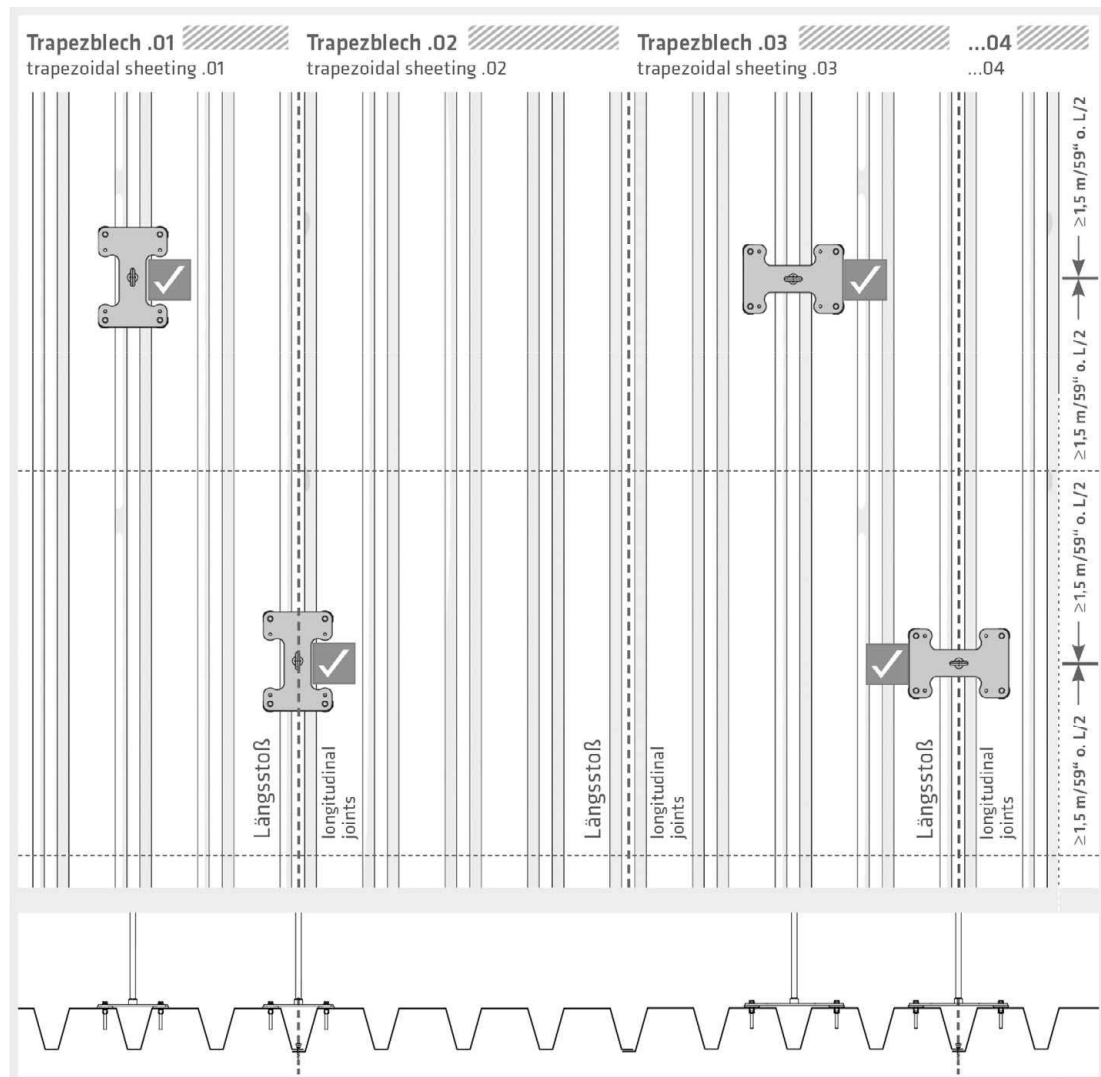 Trapezblech .01
trapezoidal sheeting .01
Trapezblech .02
trapezoidal sheeting .02
Trapezblech .03
trapezoidal sheeting .03
...04
...04
≥1,5 m/59“ o. L/2
≥1,5 m/59“ o. L/2
≥1,5 m/59“ o. L/2
≥1,5 m/59“ o. L/2
Längsstoß
longitudinal
joints
Längsstoß
longitudinal
joints
Längsstoß
longitudinal
joints